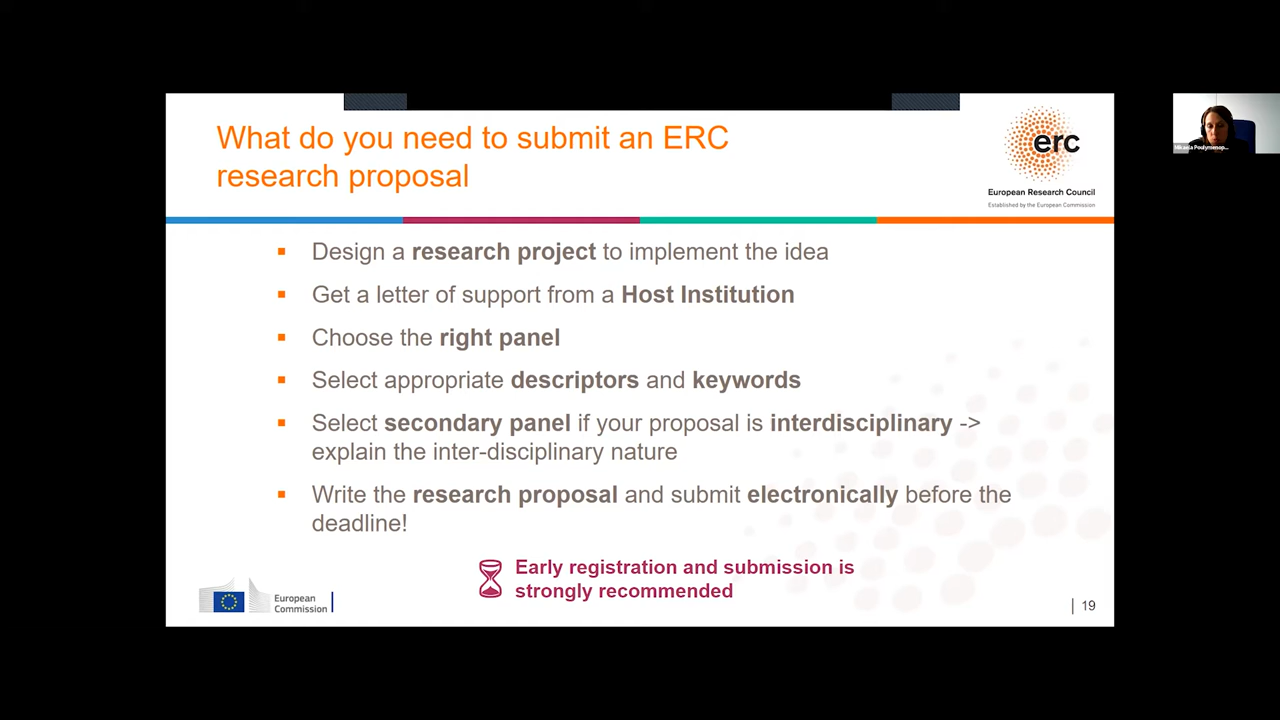 What do you need to submit an ERC
research proposal
erc
European Research Council
Established by the European Commission
▪ Design a research project to implement the idea
▪ Get a letter of support from a Host Institution
▪ Choose the right panel
▪ Select appropriate descriptors and keywords
▪ Select secondary panel if your proposal is interdisciplinary ->
explain the inter-disciplinary nature
▪ Write the research proposal and submit electronically before the
deadline!
Early registration and submission is
strongly recommended
European
Commission
| 19